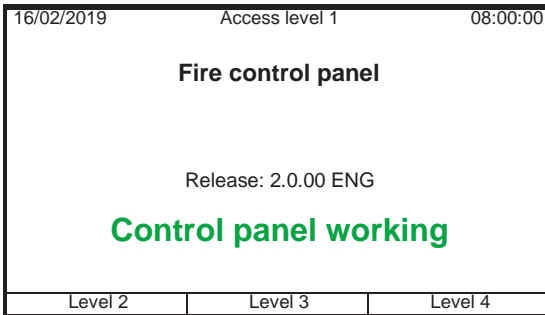 16/02/2019 Access level 1 08:00:00
Fire control panel
Release: 2.0.00 ENG
Control panel working
Level 2 Level 3 Level 4